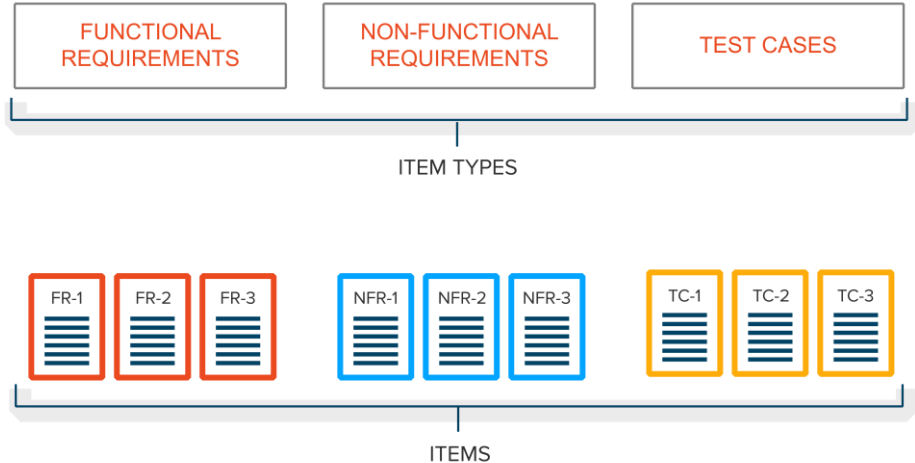 FUNCTIONAL
REQUIREMENTS
NON-FUNCTIONAL
REQUIREMENTS
TEST CASES
ITEM TYPES
FR-1
FR-2
FR-3
NFR-1
NFR-2
NFR-3
TC-1
TC-2
TC-3
ITEMS